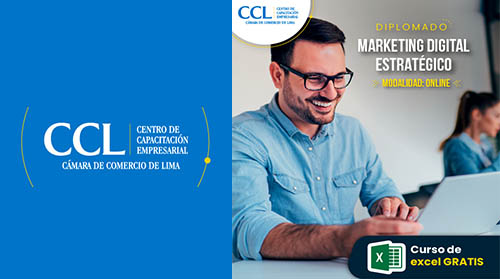 CCL
CENTRO DE
CAPACITACIÓN
EMPRESARIAL
CÁMARA DE COMERCIO DE LIMA
CCL
CENTRO DE
CAPACITACIÓN
EMPRESARIAL
CÁMARA DE COMERCIO DE LIMA
DIPLOMADO
MARKETING DIGITAL
ESTRATÉGICO
MODALIDAD: ONLINE
X
Curso de
excel GRATIS